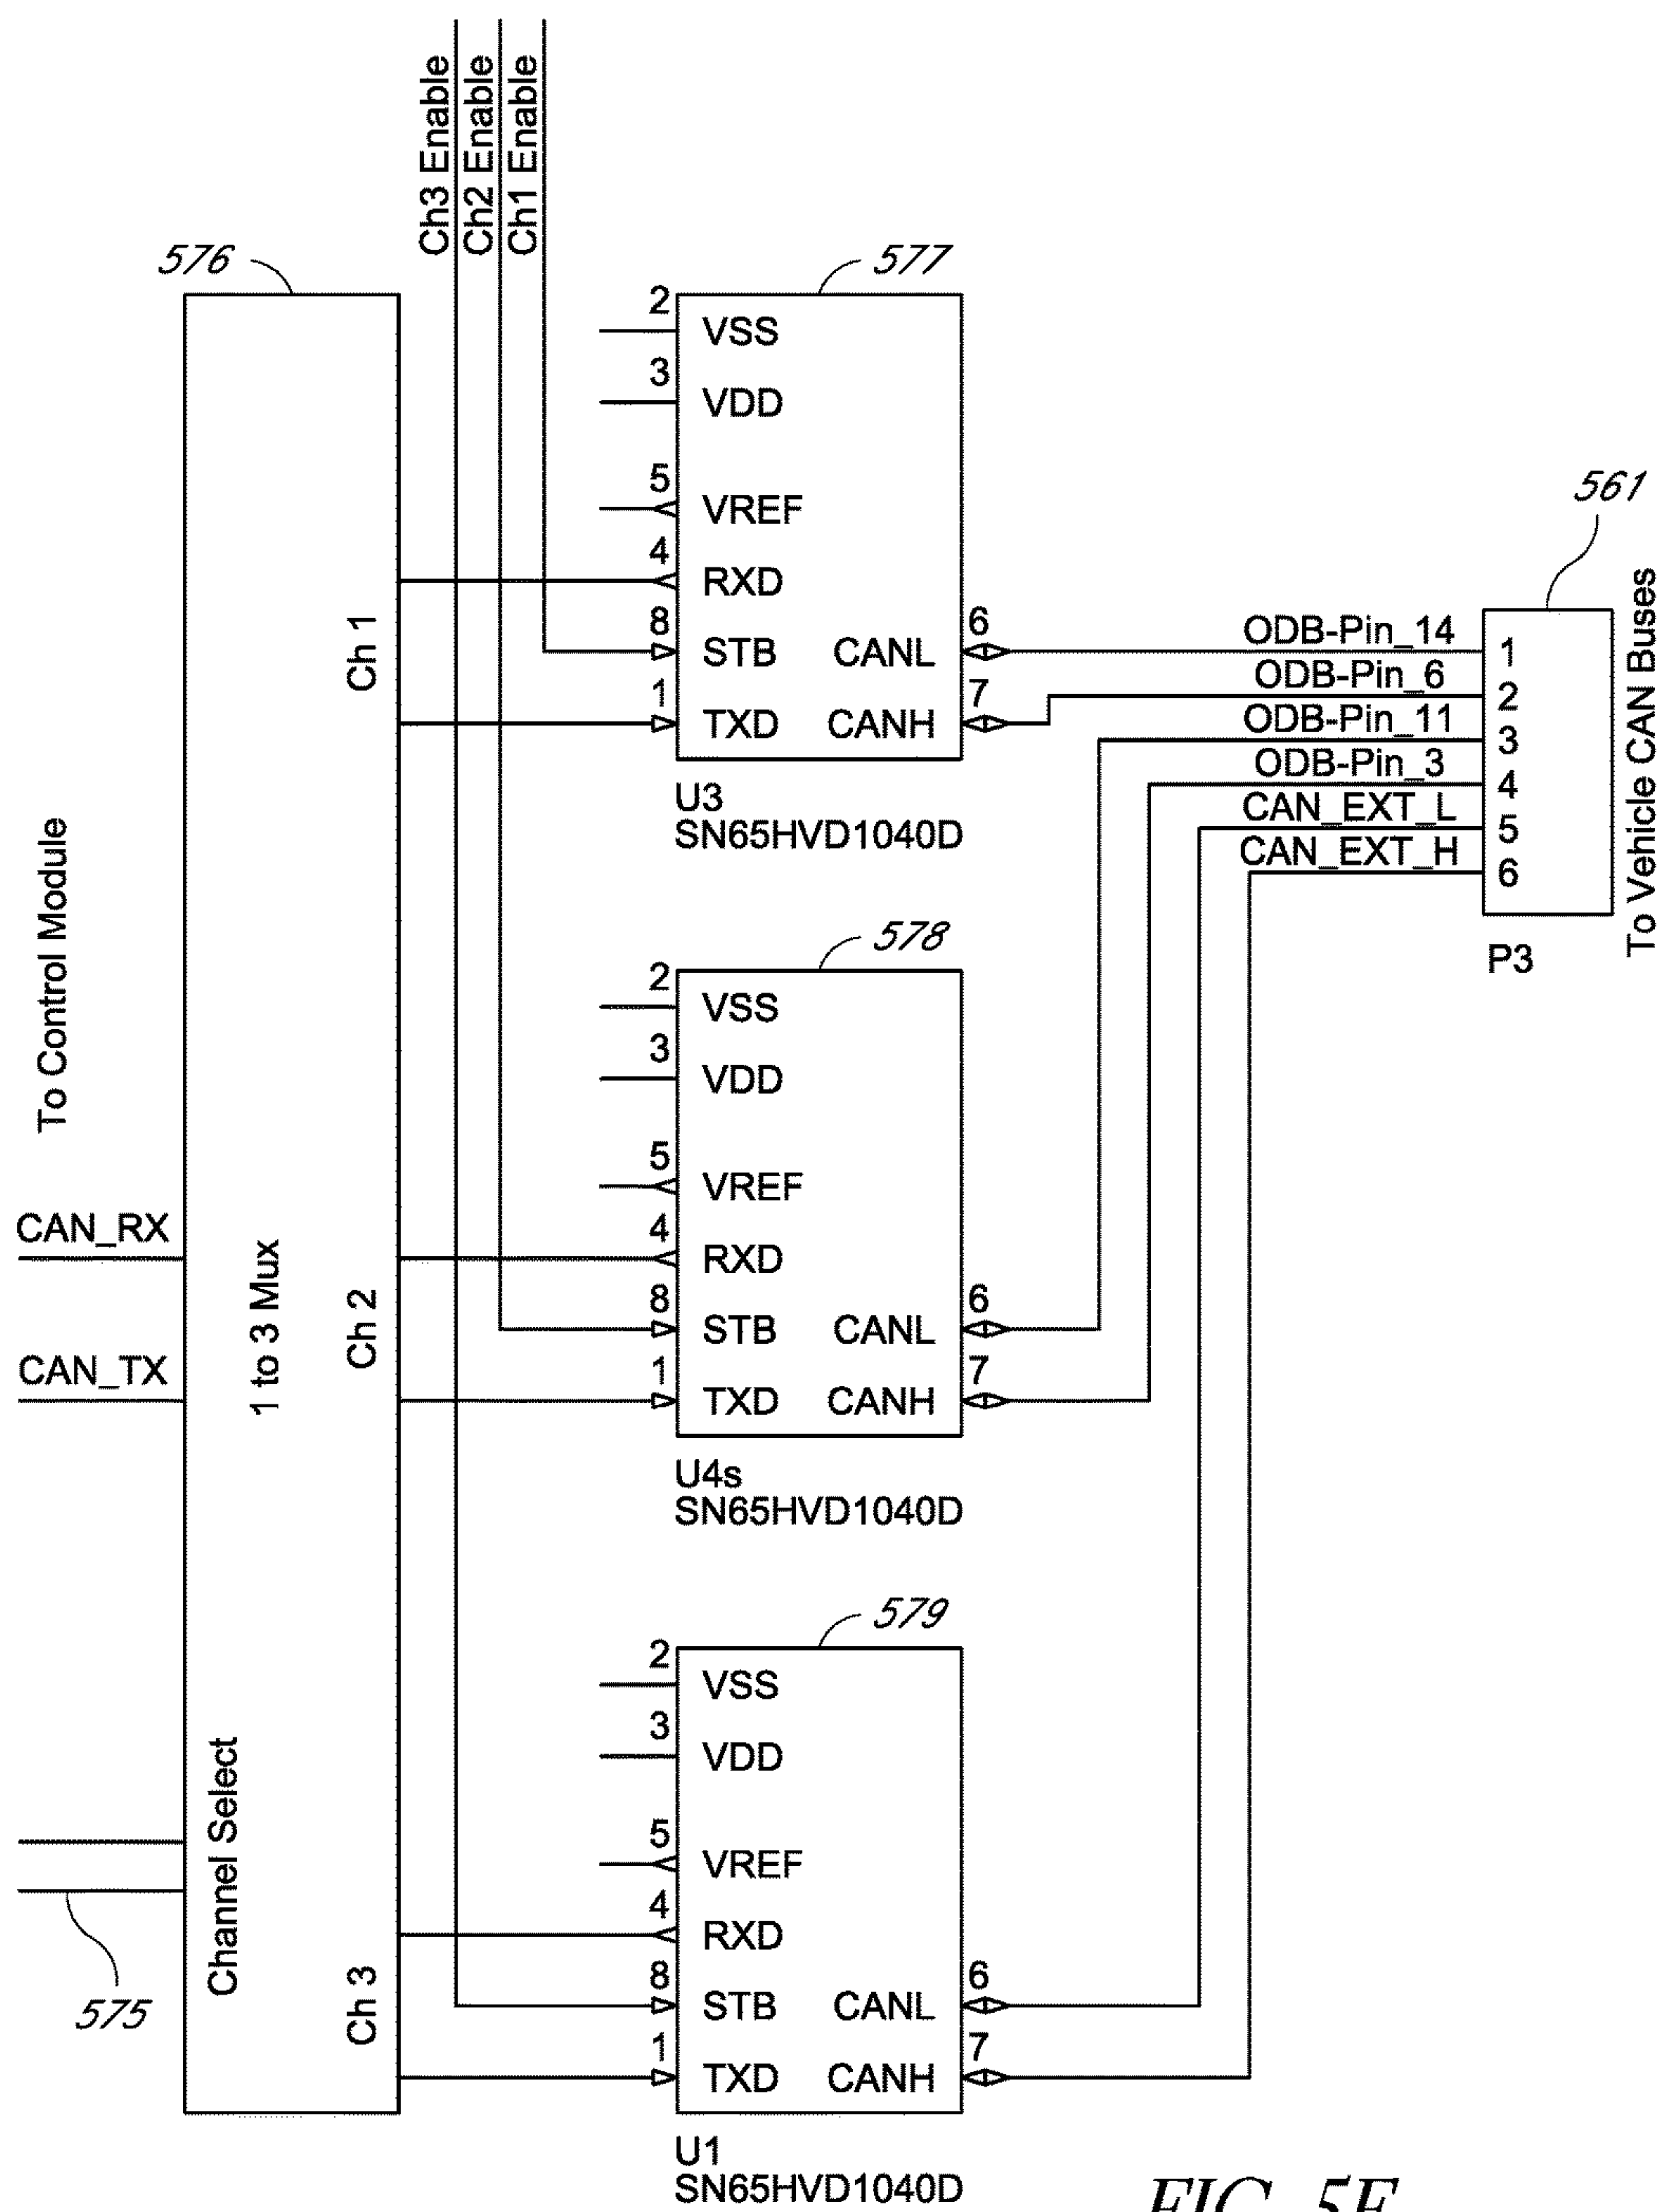 Ch3 Enable
Ch2 Enable
Ch1 Enable
576
577
2
VSS
3
VDD
5
VREF
4
RXD
8
STB
CANL
6
1
TXD
CANH
7
U3
SN65HVD1040D
Ch 1
561
ODB-Pin_14
1
ODB-Pin_6
2
ODB-Pin_11
3
ODB-Pin_3
4
CAN_EXT_L
5
CAN_EXT_H
6
P3
To Vehicle CAN Buses
To Control Module
CAN_RX
CAN_TX
1 to 3 Mux
Ch 2
578
2
VSS
3
VDD
5
VREF
4
RXD
8
STB
CANL
6
1
TXD
CANH
7
U4s
SN65HVD1040D
Channel Select
575
Ch 3
579
2
VSS
3
VDD
5
VREF
4
RXD
8
STB
CANL
6
1
TXD
CANH
7
U1
SN65HVD1040D